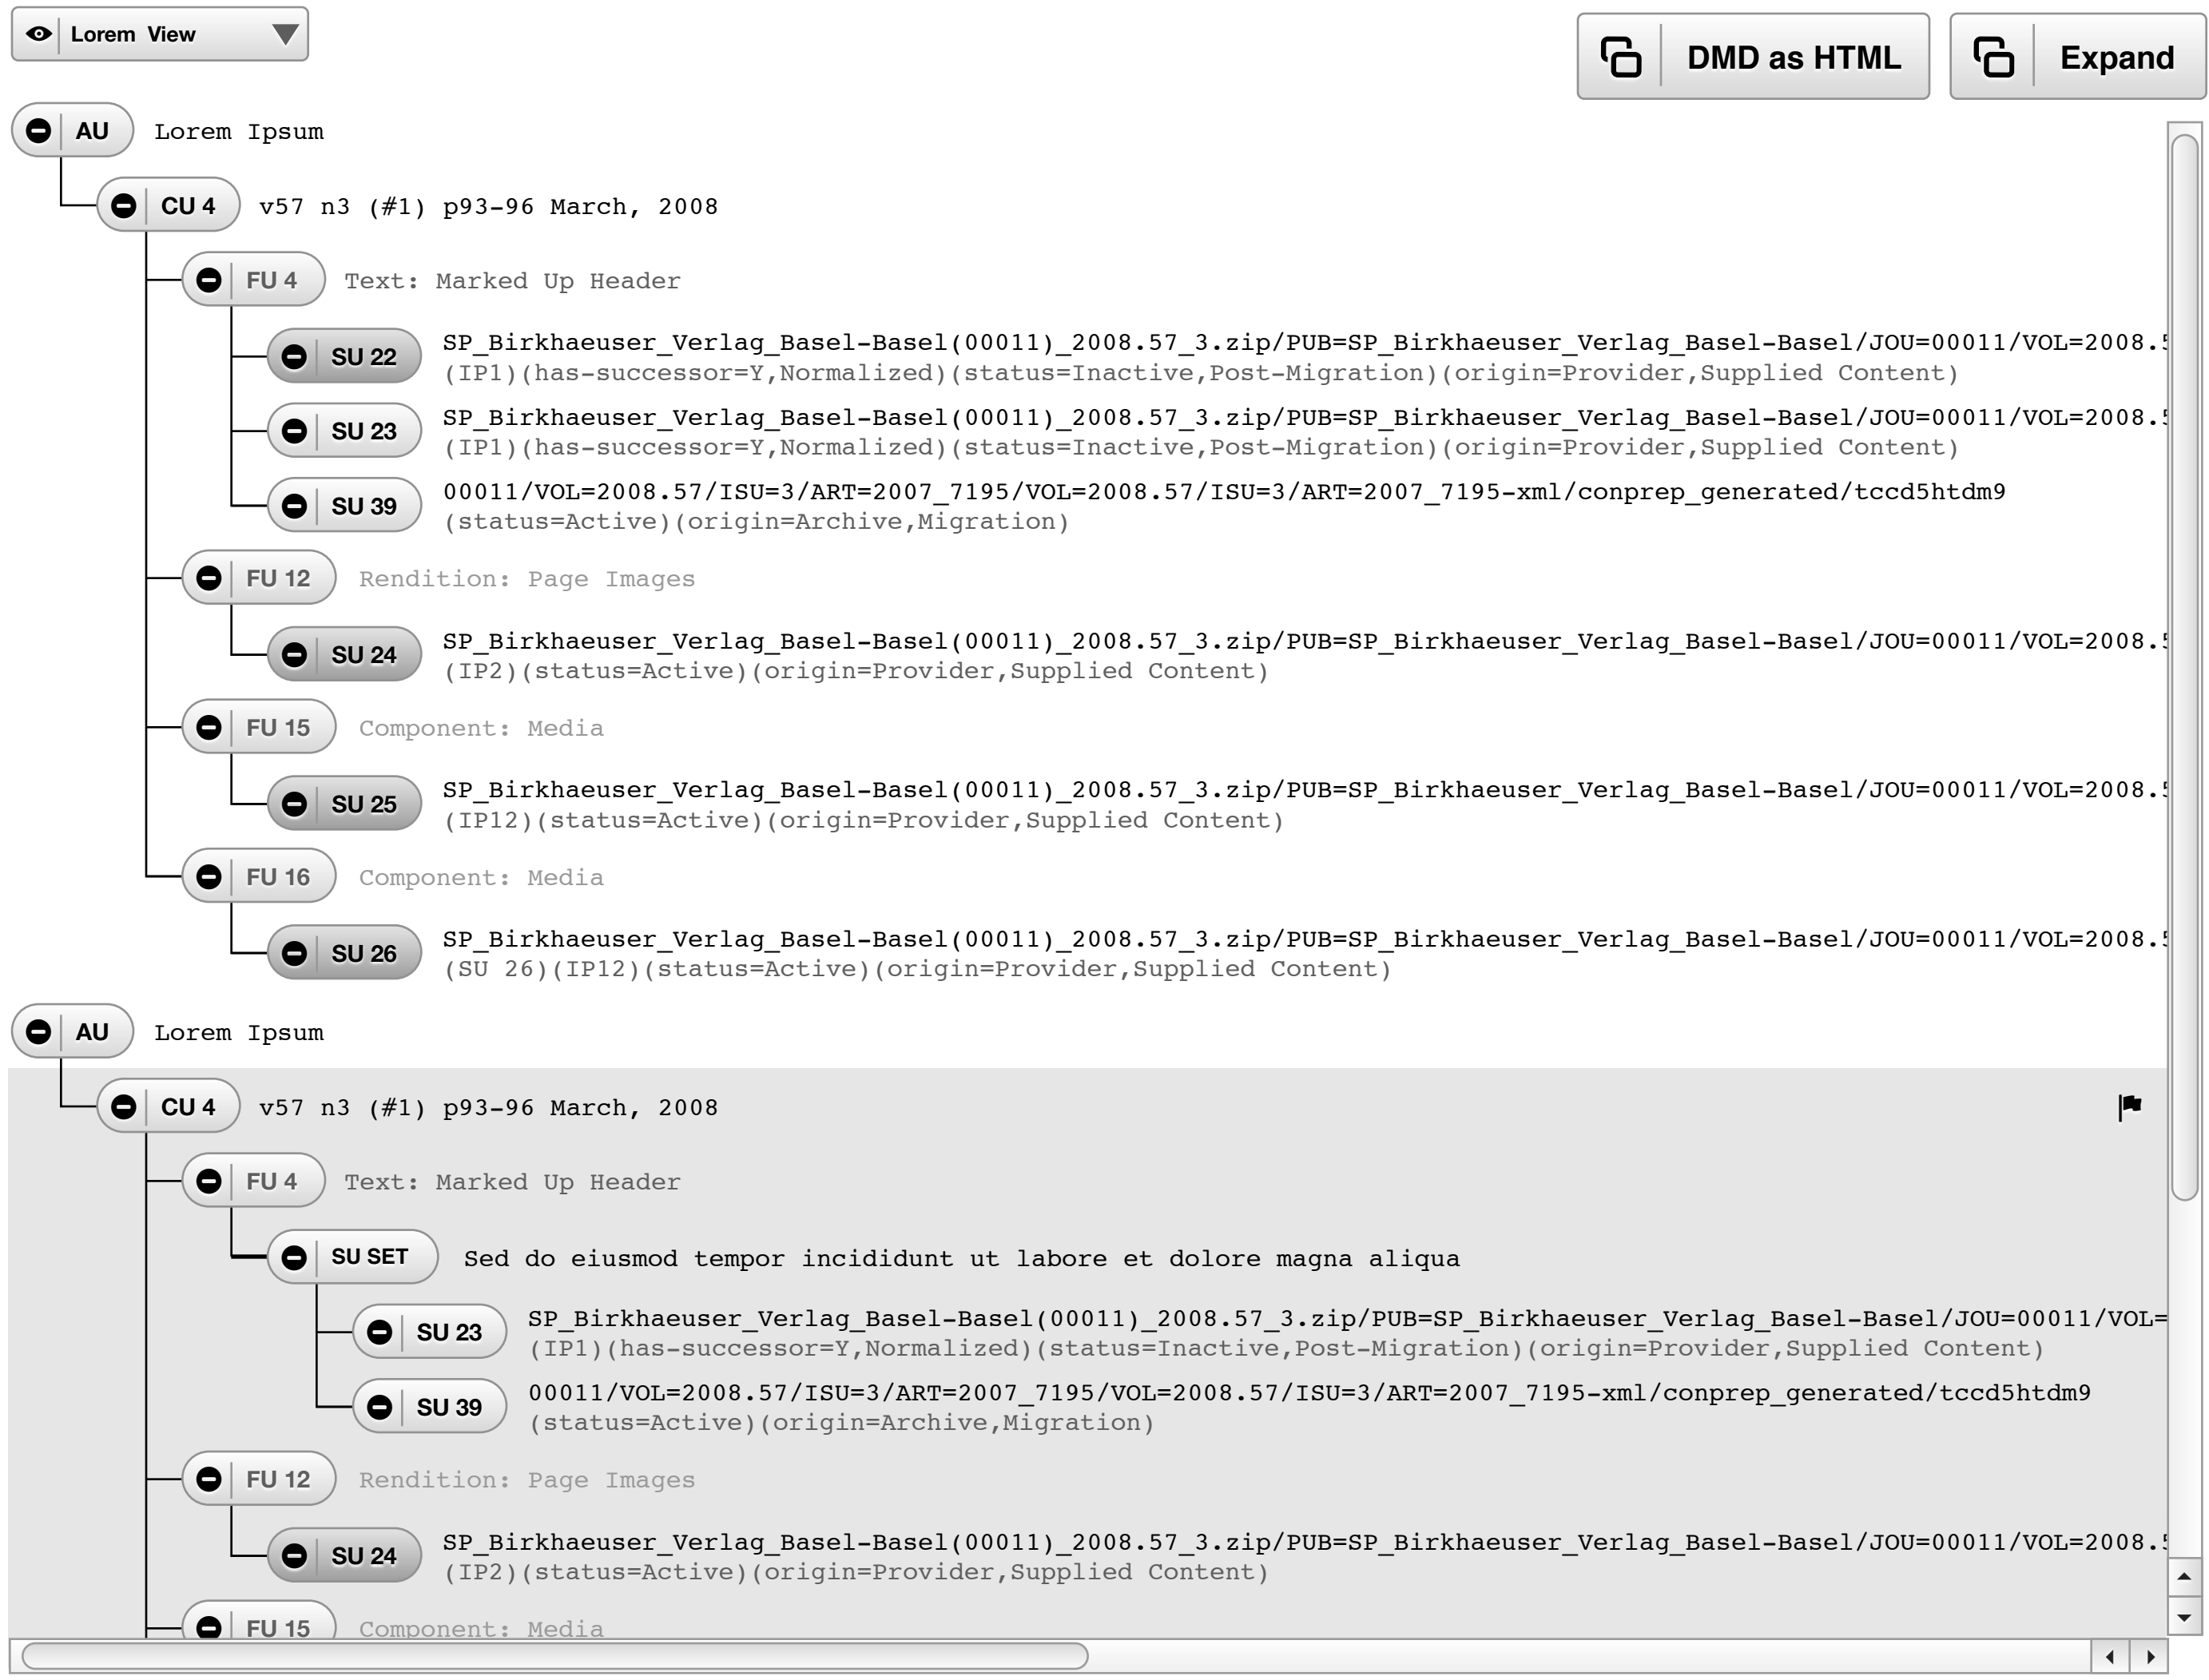 Lorem View
DMD as HTML
Expand
AU Lorem Ipsum
CU 4 v57 n3 (#1) p93-96 March, 2008
FU 4 Text: Marked Up Header
SU 22 SP_Birkhaeuser_Verlag_Basel-Basel(00011)_2008.57_3.zip/PUB=SP_Birkhaeuser_Verlag_Basel-Basel/JOU=00011/VOL=2008.5
(IP1)(has-successor=Y,Normalized)(status=Inactive,Post-Migration)(origin=Provider,Supplied Content)
SU 23 SP_Birkhaeuser_Verlag_Basel-Basel(00011)_2008.57_3.zip/PUB=SP_Birkhaeuser_Verlag_Basel-Basel/JOU=00011/VOL=2008.5
(IP1)(has-successor=Y,Normalized)(status=Inactive,Post-Migration)(origin=Provider,Supplied Content)
SU 39 00011/VOL=2008.57/ISU=3/ART=2007_7195/VOL=2008.57/ISU=3/ART=2007_7195-xml/conprep_generated/tccd5htdm9
(status=Active)(origin=Archive,Migration)
FU 12 Rendition: Page Images
SU 24 SP_Birkhaeuser_Verlag_Basel-Basel(00011)_2008.57_3.zip/PUB=SP_Birkhaeuser_Verlag_Basel-Basel/JOU=00011/VOL=2008.5
(IP2)(status=Active)(origin=Provider,Supplied Content)
FU 15 Component: Media
SU 25 SP_Birkhaeuser_Verlag_Basel-Basel(00011)_2008.57_3.zip/PUB=SP_Birkhaeuser_Verlag_Basel-Basel/JOU=00011/VOL=2008.5
(IP12)(status=Active)(origin=Provider,Supplied Content)
FU 16 Component: Media
SU 26 SP_Birkhaeuser_Verlag_Basel-Basel(00011)_2008.57_3.zip/PUB=SP_Birkhaeuser_Verlag_Basel-Basel/JOU=00011/VOL=2008.5
(SU 26)(IP12)(status=Active)(origin=Provider,Supplied Content)
AU Lorem Ipsum
CU 4 v57 n3 (#1) p93-96 March, 2008
FU 4 Text: Marked Up Header
SU SET Sed do eiusmod tempor incididunt ut labore et dolore magna aliqua
SU 23 SP_Birkhaeuser_Verlag_Basel-Basel(00011)_2008.57_3.zip/PUB=SP_Birkhaeuser_Verlag_Basel-Basel/JOU=00011/VOL=
(IP1)(has-successor=Y,Normalized)(status=Inactive,Post-Migration)(origin=Provider,Supplied Content)
SU 39 00011/VOL=2008.57/ISU=3/ART=2007_7195/VOL=2008.57/ISU=3/ART=2007_7195-xml/conprep_generated/tccd5htdm9
(status=Active)(origin=Archive,Migration)
FU 12 Rendition: Page Images
SU 24 SP_Birkhaeuser_Verlag_Basel-Basel(00011)_2008.57_3.zip/PUB=SP_Birkhaeuser_Verlag_Basel-Basel/JOU=00011/VOL=2008.5
(IP2)(status=Active)(origin=Provider,Supplied Content)
FU 15 Component: Media